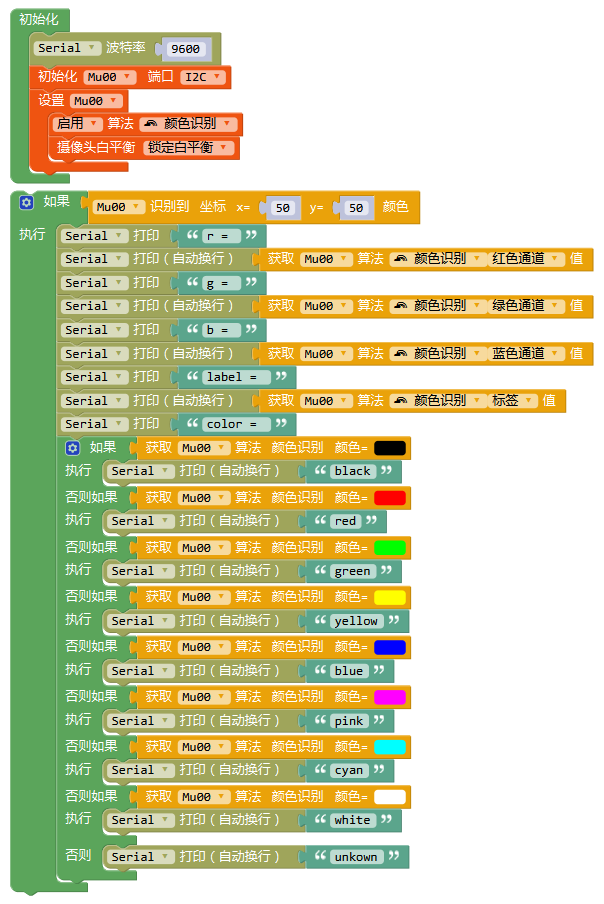 初始化
Serial 波特率 9600
初始化 Mu00 端口 I2C
设置 Mu00
启用 算法 颜色识别
摄像头白平衡 锁定白平衡
如果 Mu00 识别到 坐标 x= 50 y= 50 颜色
执行 Serial 打印 “ r = ”
Serial 打印（自动换行） 获取 Mu00 算法 颜色识别 红色通道 值
Serial 打印 “ g = ”
Serial 打印（自动换行） 获取 Mu00 算法 颜色识别 绿色通道 值
Serial 打印 “ b = ”
Serial 打印（自动换行） 获取 Mu00 算法 颜色识别 蓝色通道 值
Serial 打印 “ label = ”
Serial 打印（自动换行） 获取 Mu00 算法 颜色识别 标签 值
Serial 打印 “ color = ”
如果 获取 Mu00 算法 颜色识别 颜色=
执行 Serial 打印（自动换行） “ black ”
否则如果 获取 Mu00 算法 颜色识别 颜色=
执行 Serial 打印（自动换行） “ red ”
否则如果 获取 Mu00 算法 颜色识别 颜色=
执行 Serial 打印（自动换行） “ green ”
否则如果 获取 Mu00 算法 颜色识别 颜色=
执行 Serial 打印（自动换行） “ yellow ”
否则如果 获取 Mu00 算法 颜色识别 颜色=
执行 Serial 打印（自动换行） “ blue ”
否则如果 获取 Mu00 算法 颜色识别 颜色=
执行 Serial 打印（自动换行） “ pink ”
否则如果 获取 Mu00 算法 颜色识别 颜色=
执行 Serial 打印（自动换行） “ cyan ”
否则如果 获取 Mu00 算法 颜色识别 颜色=
执行 Serial 打印（自动换行） “ white ”
否则 Serial 打印（自动换行） “ unkown ”